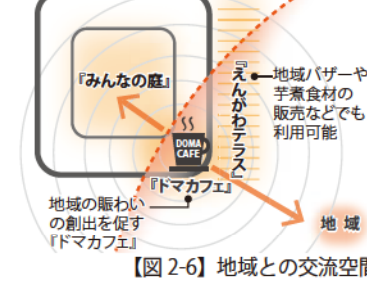 『みんなの庭』
『えんがわテラス』
地域バザーや
芋煮食材の
販売などでも
利用可能
DOMA
CAFE
『ドマカフェ』
地域の賑わい
の創出を促す
『ドマカフェ』
地 域
【図 2-6】地域との交流空間